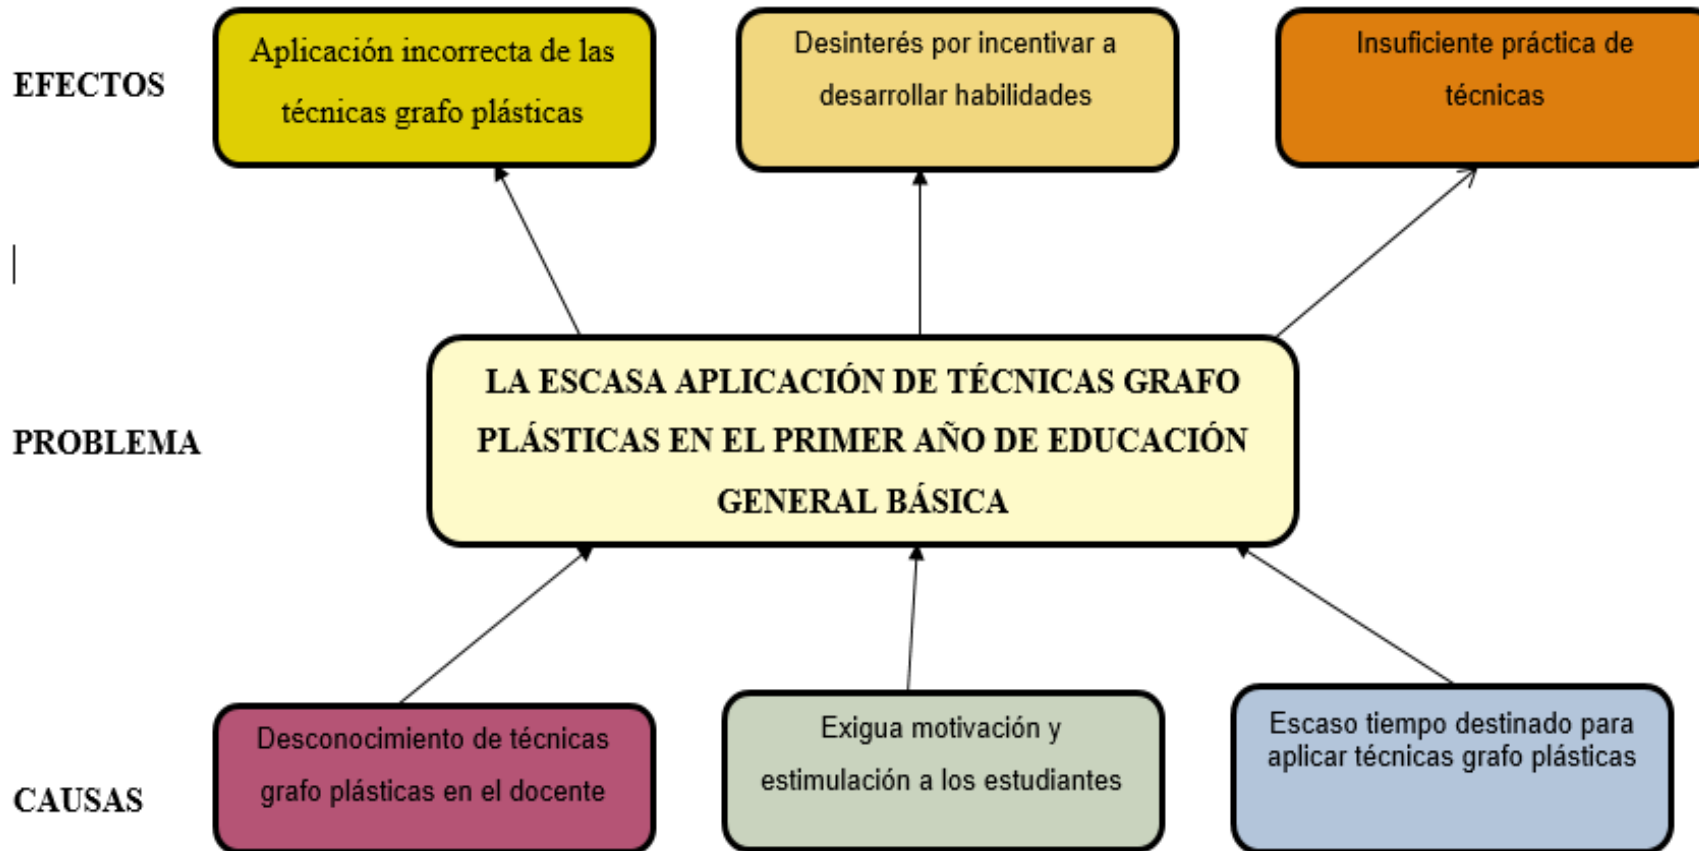 EFECTOS
Aplicación incorrecta de las
técnicas grafo plásticas
Desinterés por incentivar a
desarrollar habilidades
Insuficiente práctica de
técnicas
PROBLEMA
LA ESCASA APLICACIÓN DE TÉCNICAS GRAFO
PLÁSTICAS EN EL PRIMER AÑO DE EDUCACIÓN
GENERAL BÁSICA
CAUSAS
Desconocimiento de técnicas
grafo plásticas en el docente
Exigua motivación y
estimulación a los estudiantes
Escaso tiempo destinado para
aplicar técnicas grafo plásticas